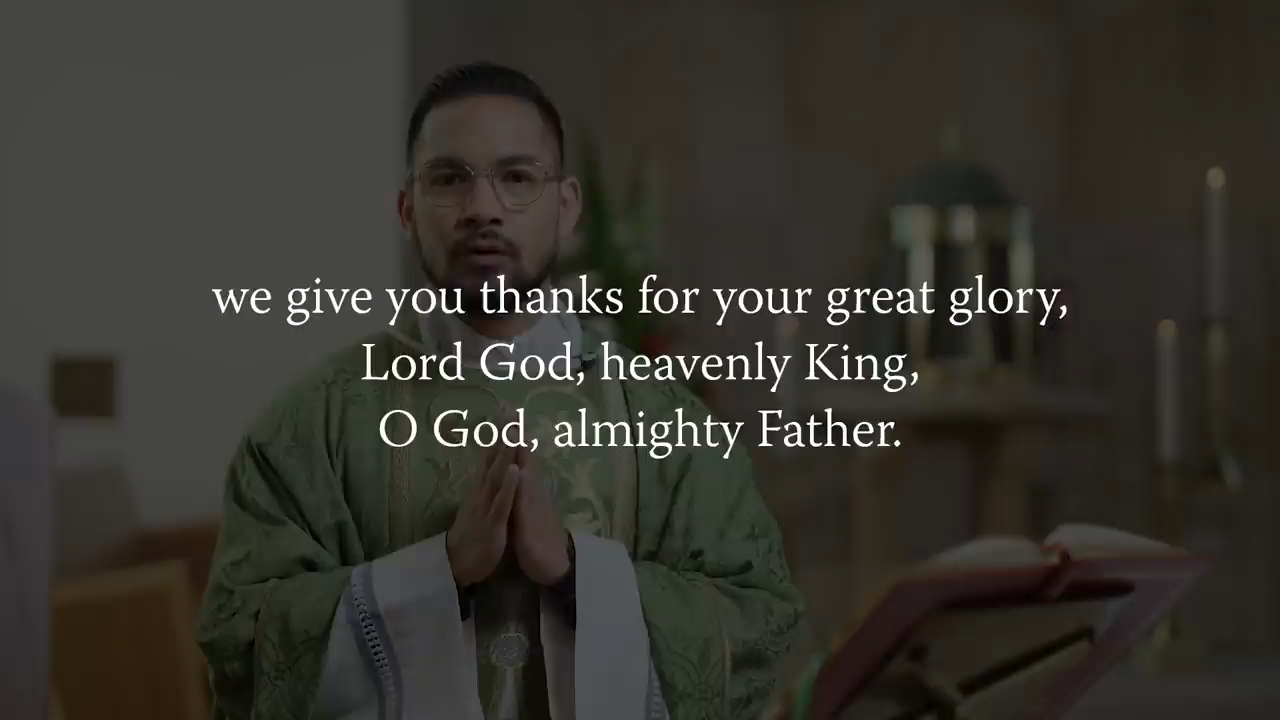 we give you thanks for your great glory,
Lord God, heavenly King,
O God, almighty Father.